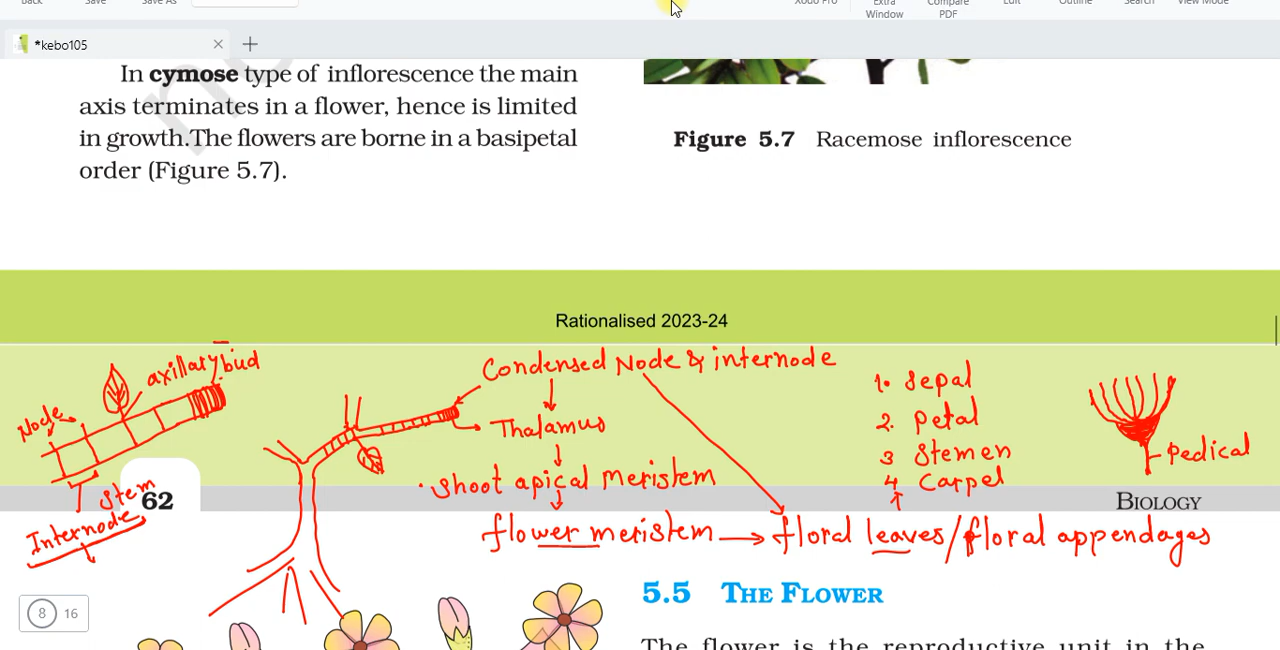 Back Save Save As Xodo Pro Extra Window Compare PDF Edit Outline Search View Mode
*kebo105
In cymose type of inflorescence the main
axis terminates in a flower, hence is limited
in growth.The flowers are borne in a basipetal
order (Figure 5.7).
Figure 5.7 Racemose inflorescence
Rationalised 2023-24
axillary bud
Node
Stem
Internode
Condensed Node & internode
Thalamus
Shoot apical meristem
flower meristem → floral leaves/floral appendages
1. Sepal
2. Petal
3 Stemen
4 Carpel
Pedical
62
BIOLOGY
8 16
5.5 THE FLOWER
The flower is the reproductive unit in the